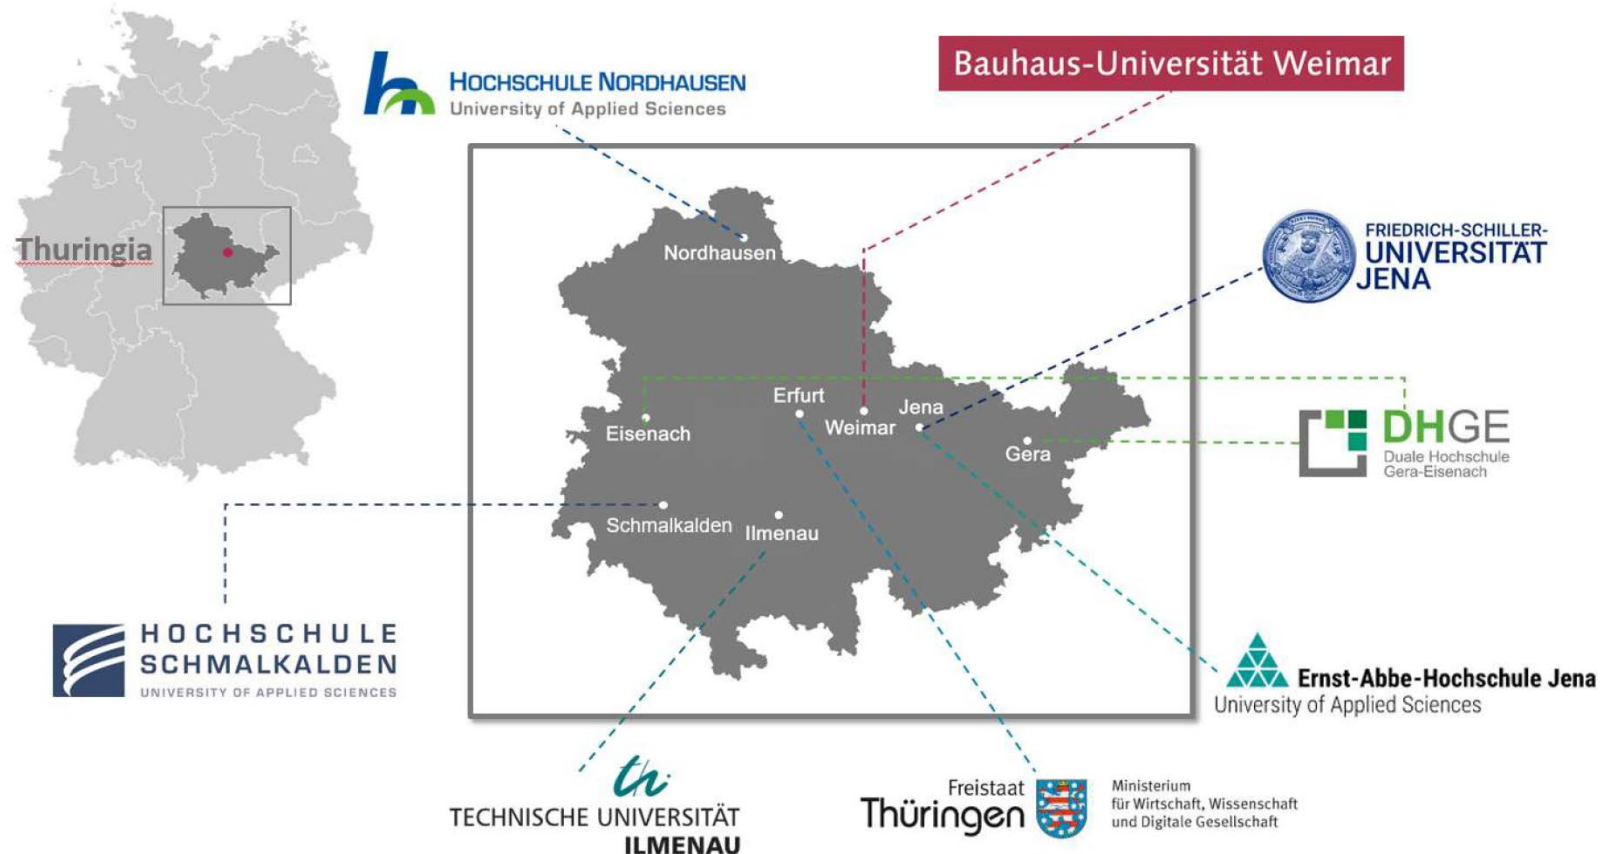 HOCHSCHULE NORDHAUSEN
University of Applied Sciences
Bauhaus-Universität Weimar
Thuringia
FRIEDRICH-SCHILLER-
UNIVERSITÄT
JENA
Nordhausen
Erfurt
Jena
Weimar
Eisenach
Gera
DHGE
Duale Hochschule
Gera-Eisenach
Schmalkalden
Ilmenau
HOCHSCHULE
SCHMALKALDEN
UNIVERSITY OF APPLIED SCIENCES
Ernst-Abbe-Hochschule Jena
University of Applied Sciences
th
TECHNISCHE UNIVERSITÄT
ILMENAU
Freistaat
Thüringen
Ministerium
für Wirtschaft, Wissenschaft
und Digitale Gesellschaft